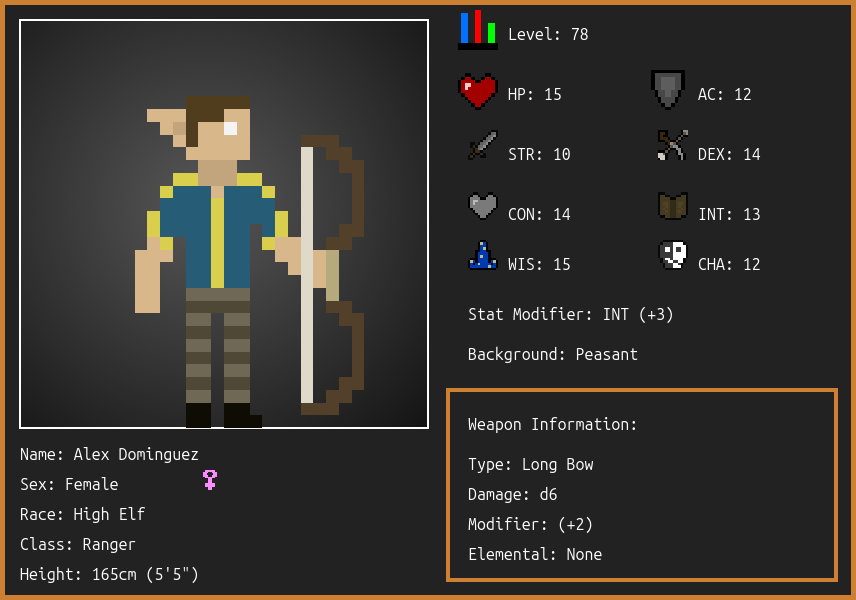 Level: 78
HP: 15
AC: 12
STR: 10
DEX: 14
CON: 14
INT: 13
WIS: 15
CHA: 12
Stat Modifier: INT (+3)
Background: Peasant
Weapon Information:
Type: Long Bow
Damage: d6
Modifier: (+2)
Elemental: None
Name: Alex Dominguez
Sex: Female
Race: High Elf
Class: Ranger
Height: 165cm (5'5")